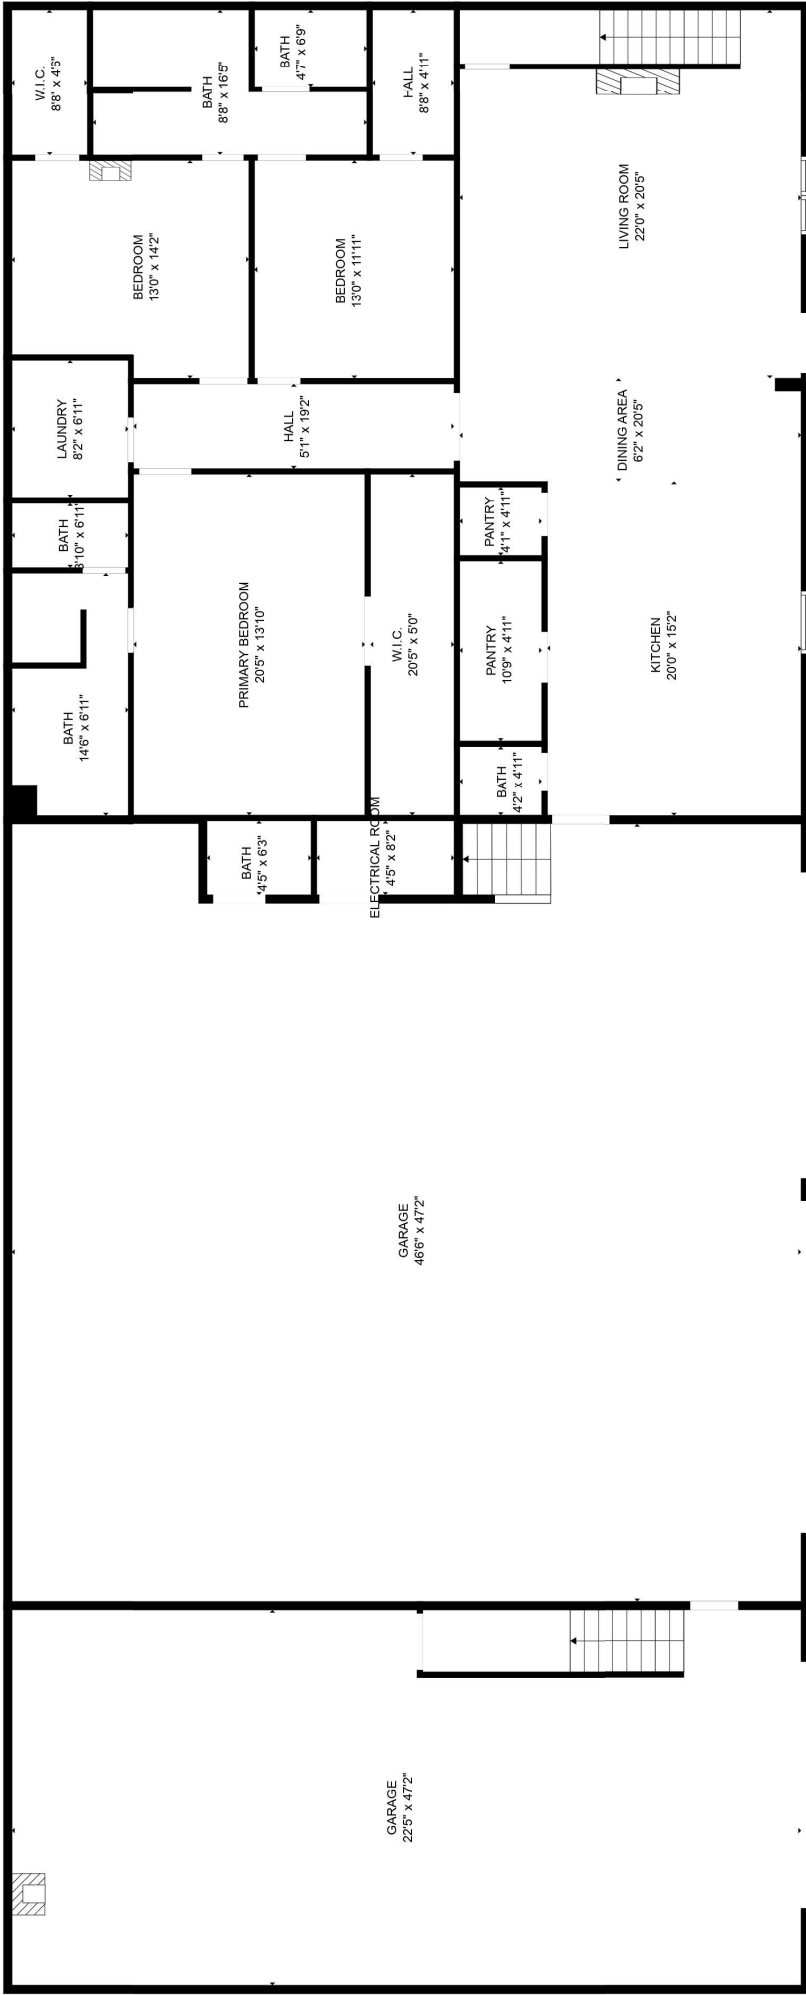 W.I.C.
8'8" x 4'6"
BATH
8'8" x 16'5"
BATH
4'7" x 6'9"
HALL
8'8" x 4'11"
LIVING ROOM
22'0" x 20'5"
BEDROOM
13'0" x 14'2"
BEDROOM
13'0" x 11'11"
LAUNDRY
8'2" x 6'11"
HALL
5'1" x 19'2"
DINING AREA
6'2" x 20'5"
BATH
3'10" x 6'11"
PANTRY
4'1" x 4'11"
BATH
14'6" x 6'11"
PRIMARY BEDROOM
20'5" x 13'10"
W.I.C.
20'5" x 5'0"
PANTRY
10'9" x 4'11"
KITCHEN
20'0" x 15'2"
BATH
4'2" x 4'11"
BATH
4'5" x 6'3"
ELECTRICAL ROOM
4'5" x 8'2"
GARAGE
46'6" x 47'2"
GARAGE
22'5" x 47'2"